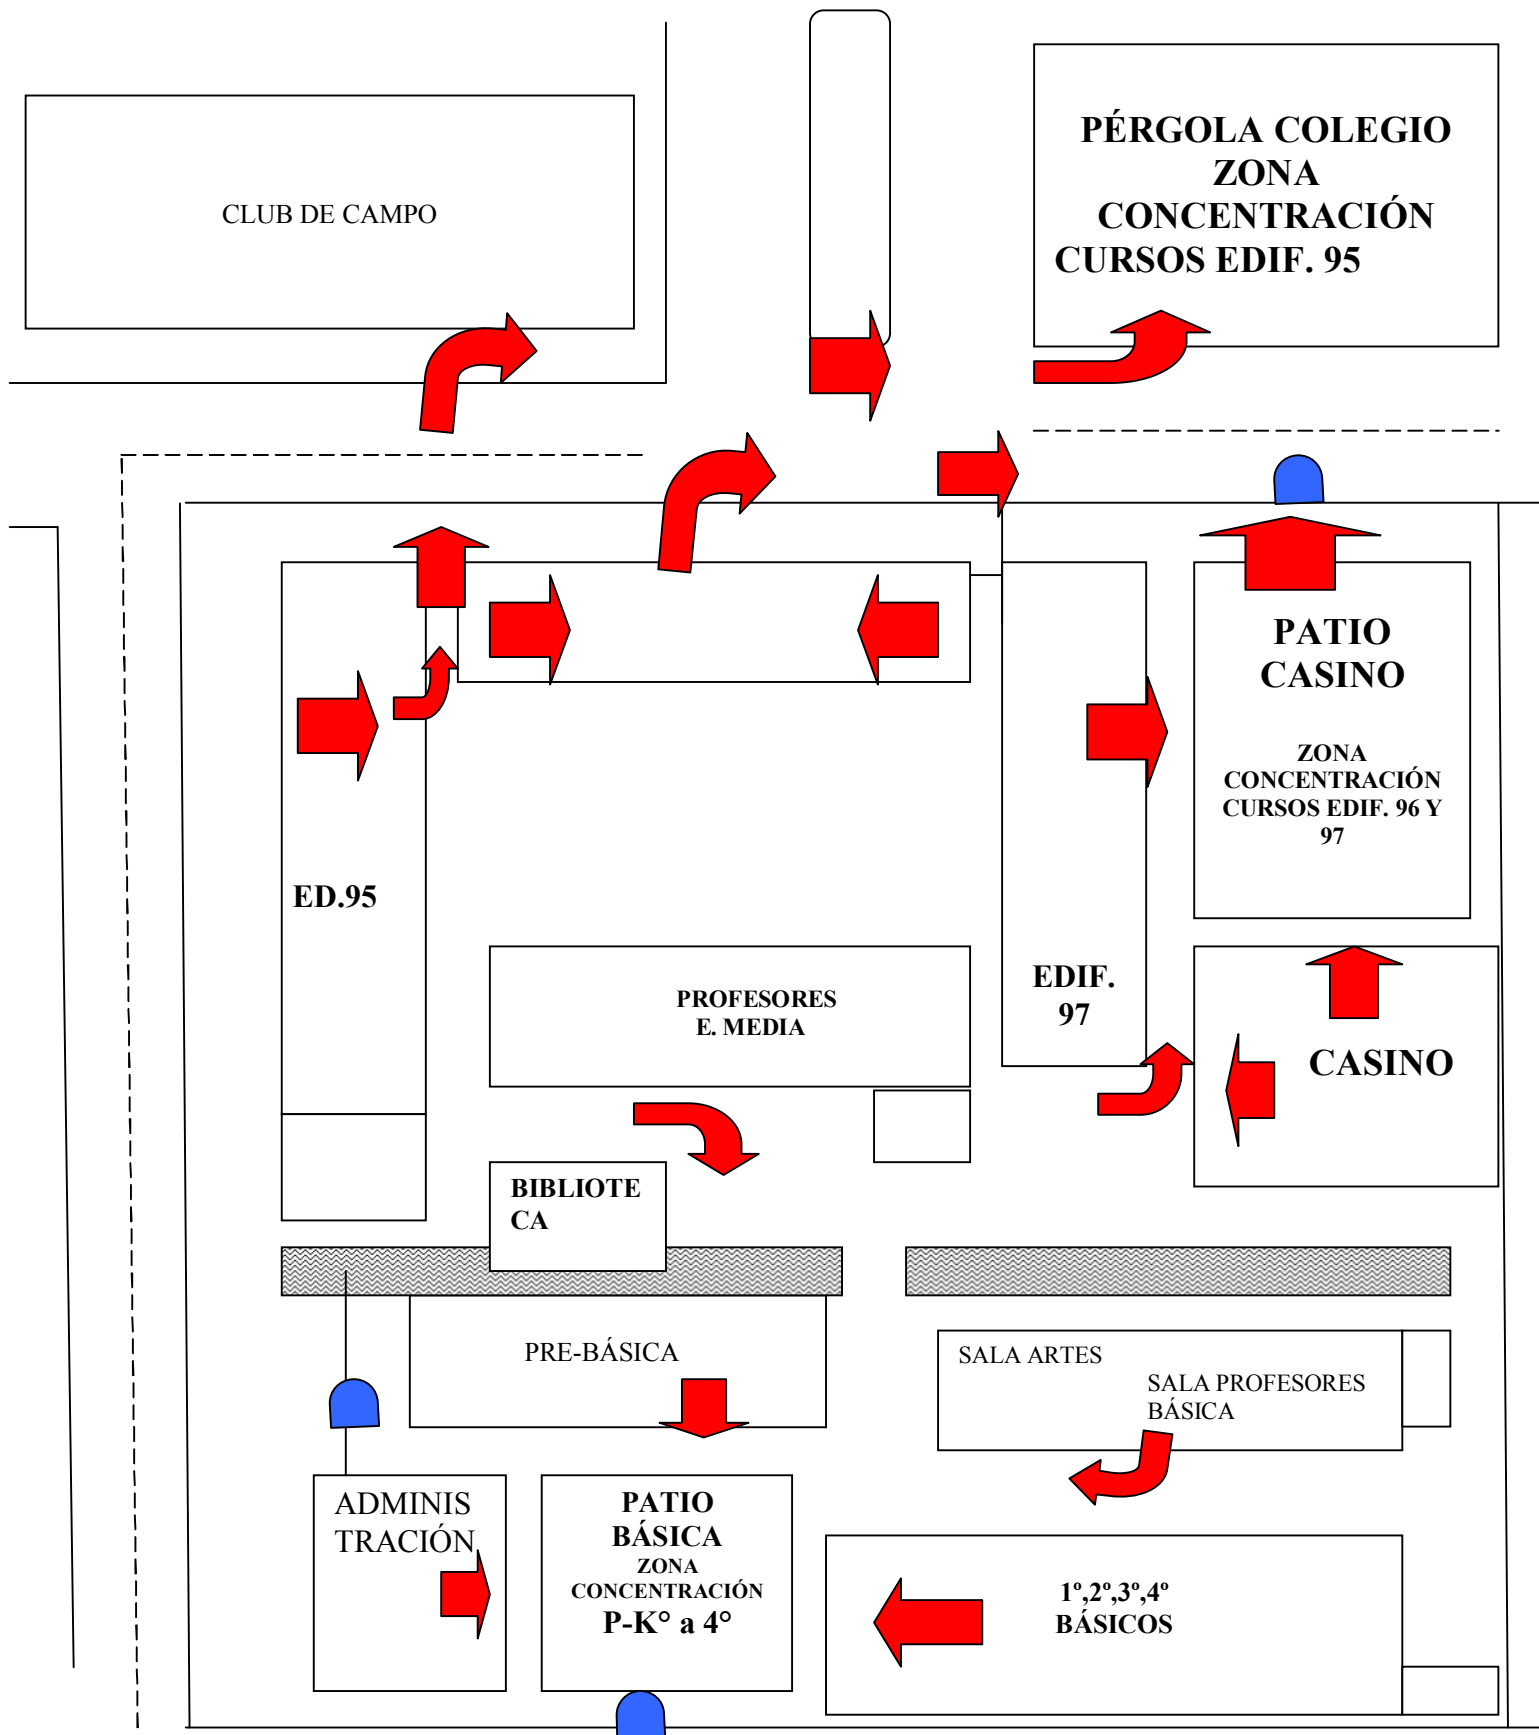 PÉRGOLA COLEGIO
ZONA
CONCENTRACIÓN
CURSOS EDIF. 95
CLUB DE CAMPO
PATIO
CASINO
ZONA
CONCENTRACIÓN
CURSOS EDIF. 96 Y
97
ED.95
EDIF.
97
PROFESORES
E. MEDIA
CASINO
BIBLIOTE
CA
PRE-BÁSICA
SALA ARTES
SALA PROFESORES
BÁSICA
ADMINIS
TRACIÓN
PATIO
BÁSICA
ZONA
CONCENTRACIÓN
P-K° a 4°
1º,2º,3º,4º
BÁSICOS